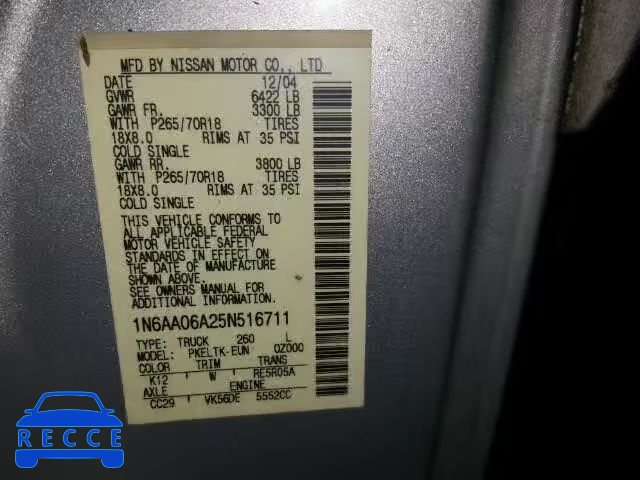 MFD BY NISSAN MOTOR CO., LTD
DATE 12/04
GVWR 6422 LB
GAWR FR. 3300 LB
WITH P265/70R18 TIRES
18X8.0 RIMS AT 35 PSI
COLD SINGLE
GAWR RR. 3800 LB
WITH P265/70R18 TIRES
18X8.0 RIMS AT 35 PSI
COLD SINGLE
THIS VEHICLE CONFORMS TO
ALL APPLICABLE FEDERAL
MOTOR VEHICLE SAFETY
STANDARDS IN EFFECT ON
THE DATE OF MANUFACTURE
SHOWN ABOVE.
SEE OWNERS MANUAL FOR
ADDITIONAL INFORMATION
1N6AA06A25N516711
TYPE: TRUCK 260 L
MODEL: PKELTK-EUN 0Z000
COLOR TRIM TRANS
K12 W RE5R05A
AXLE ENGINE
CC29 VK56DE 5552CC
RECCE